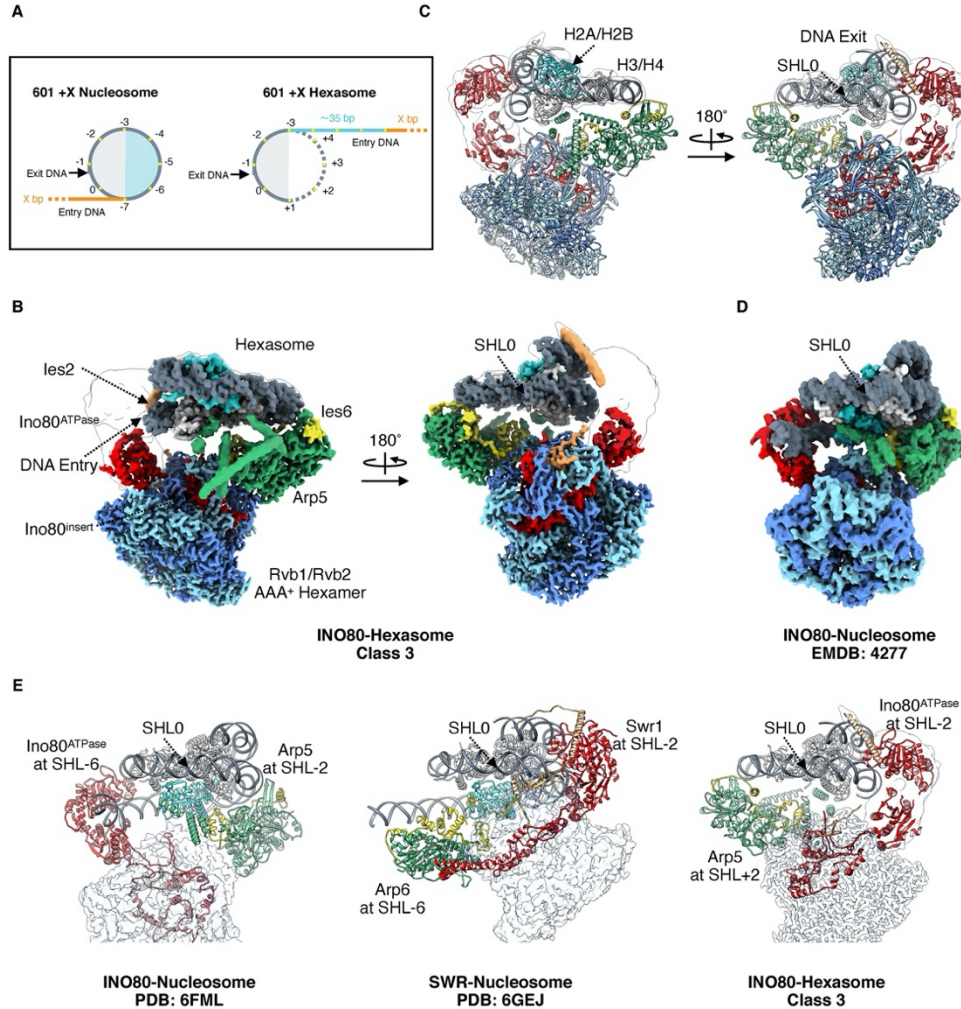 A
601 +X Nucleosome
-3
-2
-4
-1
-5
Exit DNA
0
-6
X bp
-7
Entry DNA
601 +X Hexasome
-3
~35 bp
X bp
-2
+4
Entry DNA
-1
+3
Exit DNA
0
+2
+1
C
H2A/H2B
H3/H4
180°
DNA Exit
SHL0
B
Hexasome
Ies2
Ino80ATPase
Ies6
DNA Entry
Arp5
Ino80insert
Rvb1/Rvb2
AAA+ Hexamer
180°
SHL0
INO80-Hexasome
Class 3
D
SHL0
INO80-Nucleosome
EMDB: 4277
E
SHL0
Ino80ATPase
at SHL-6
Arp5
at SHL-2
INO80-Nucleosome
PDB: 6FML
SHL0
Swr1
at SHL-2
Arp6
at SHL-6
SWR-Nucleosome
PDB: 6GEJ
Ino80ATPase
at SHL-2
SHL0
Arp5
at SHL+2
INO80-Hexasome
Class 3